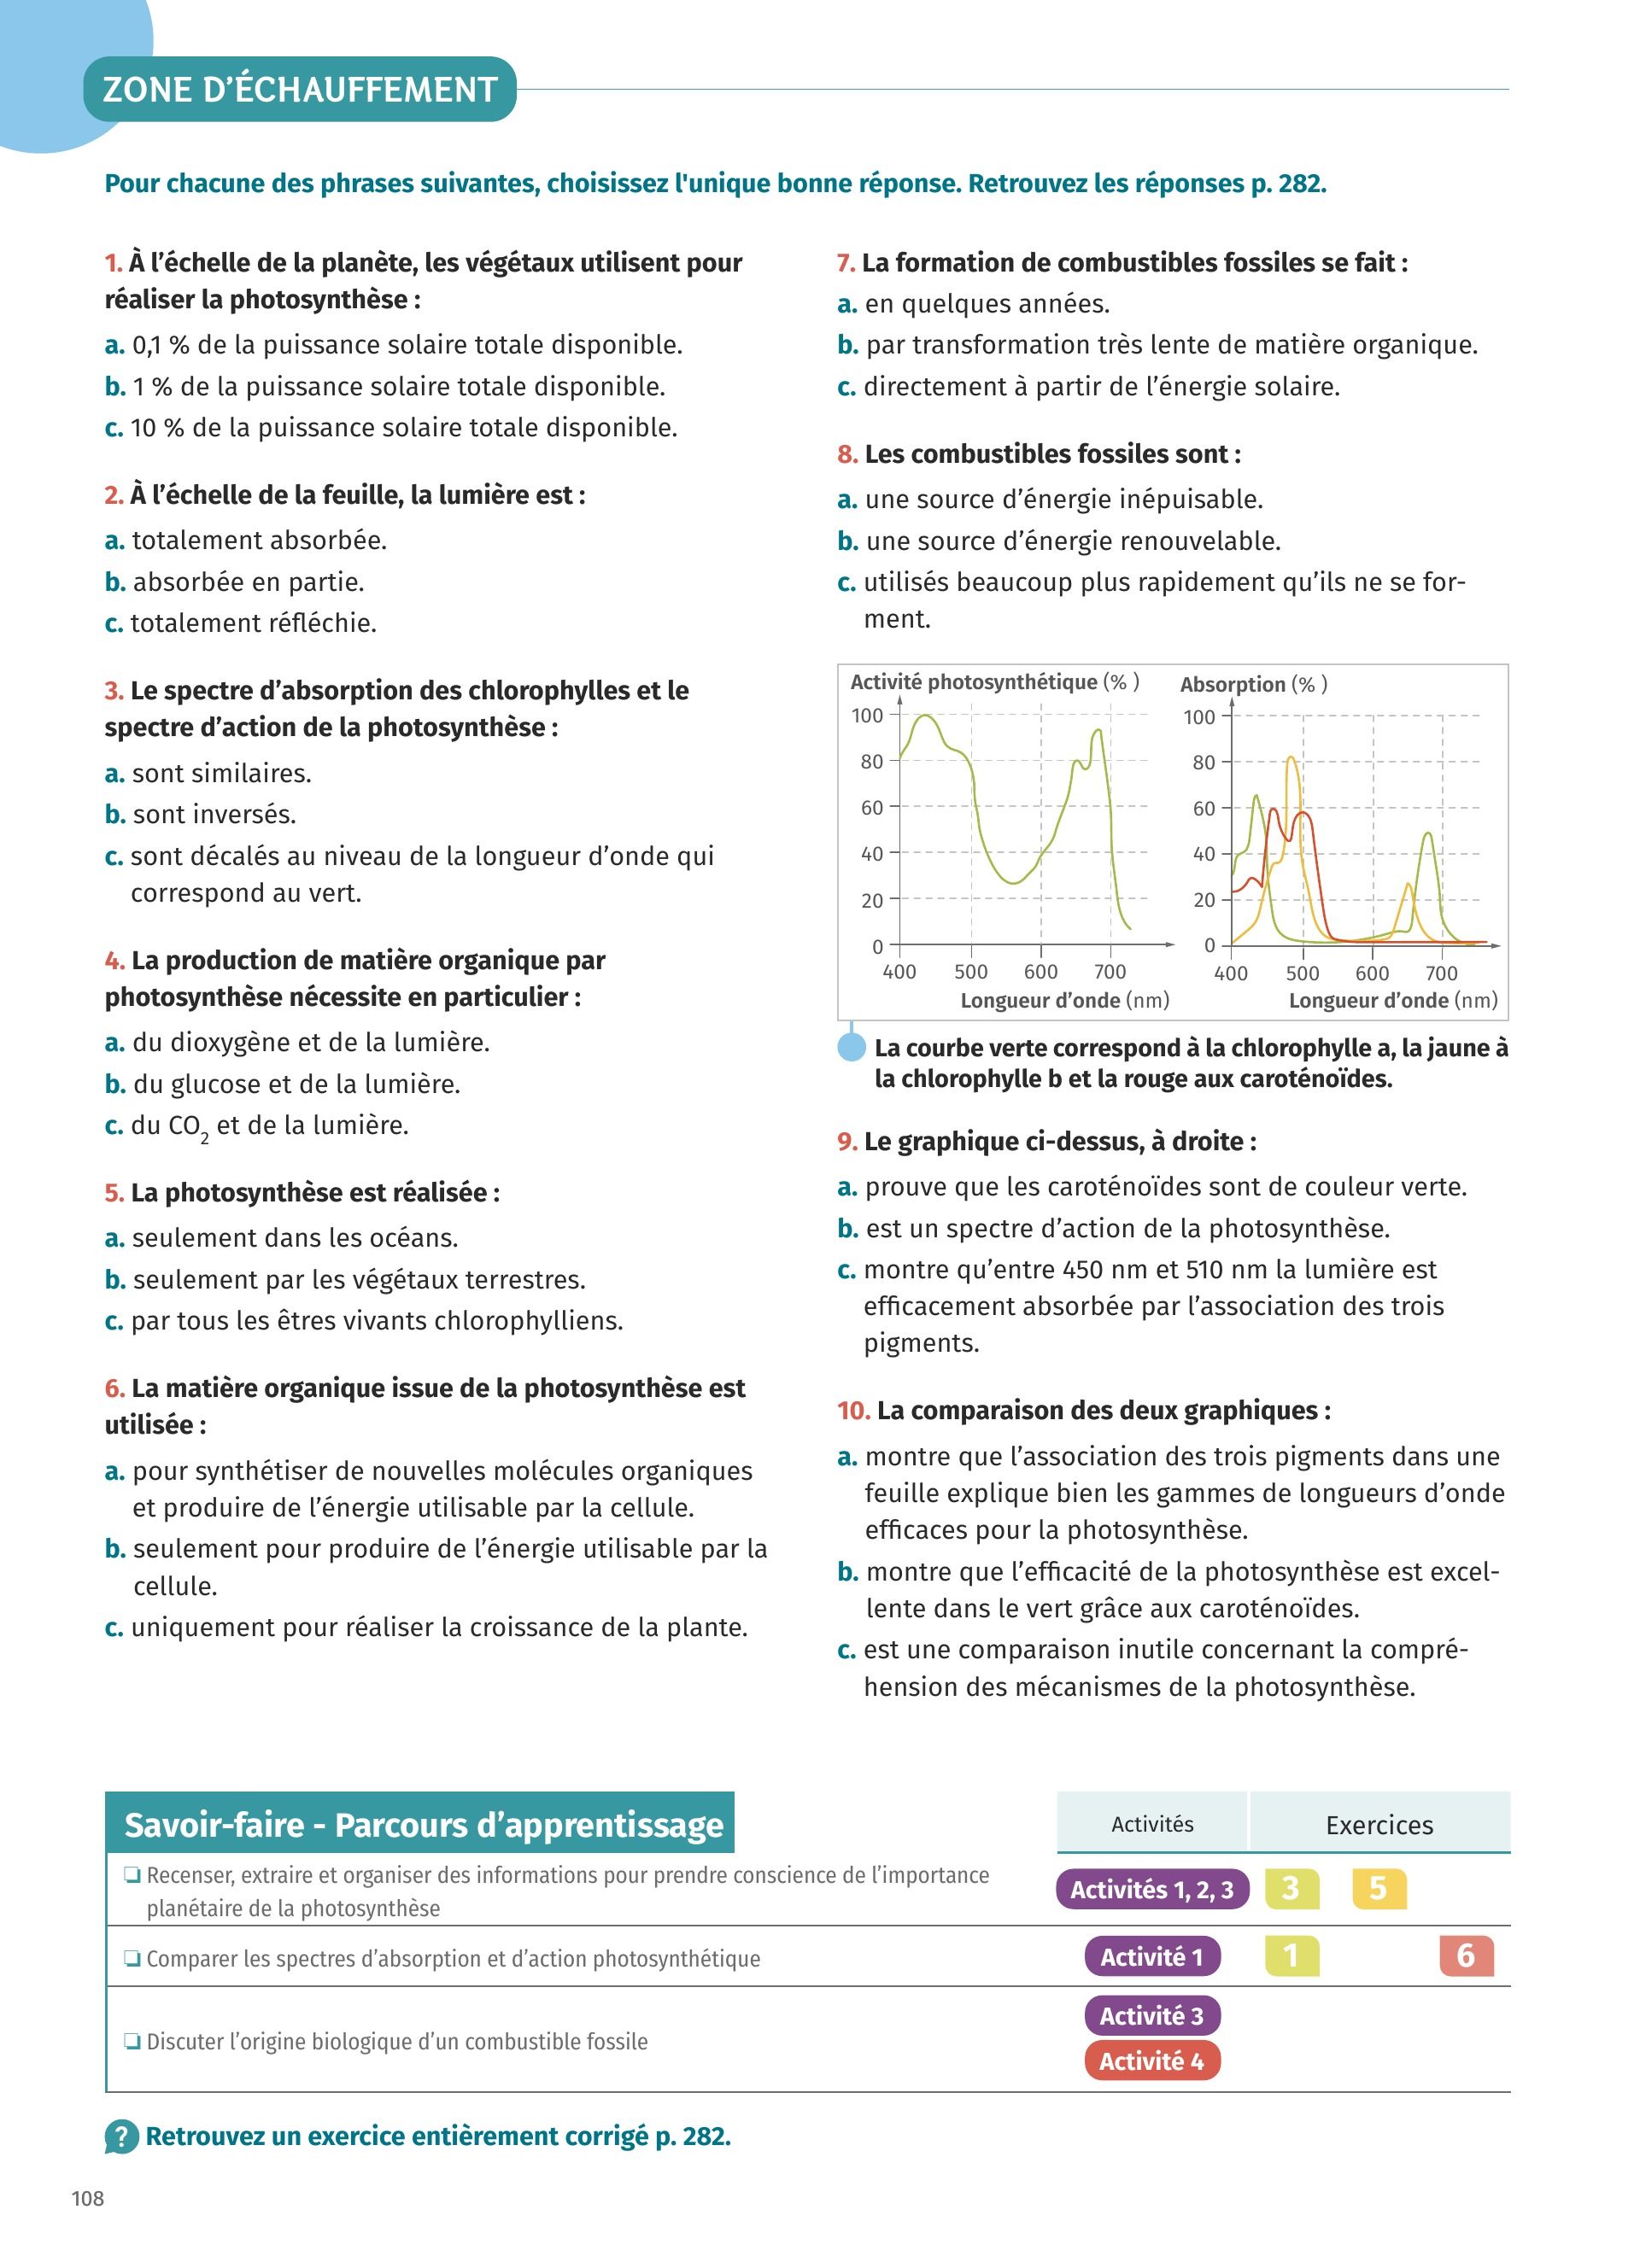 ZONE D’ÉCHAUFFEMENT
Pour chacune des phrases suivantes, choisissez l'unique bonne réponse. Retrouvez les réponses p. 282.
1. À l’échelle de la planète, les végétaux utilisent pour
réaliser la photosynthèse :
a. 0,1 % de la puissance solaire totale disponible.
b. 1 % de la puissance solaire totale disponible.
c. 10 % de la puissance solaire totale disponible.
2. À l’échelle de la feuille, la lumière est :
a. totalement absorbée.
b. absorbée en partie.
c. totalement réfléchie.
3. Le spectre d’absorption des chlorophylles et le
spectre d’action de la photosynthèse :
a. sont similaires.
b. sont inversés.
c. sont décalés au niveau de la longueur d’onde qui
correspond au vert.
4. La production de matière organique par
photosynthèse nécessite en particulier :
a. du dioxygène et de la lumière.
b. du glucose et de la lumière.
c. du CO2 et de la lumière.
5. La photosynthèse est réalisée :
a. seulement dans les océans.
b. seulement par les végétaux terrestres.
c. par tous les êtres vivants chlorophylliens.
6. La matière organique issue de la photosynthèse est
utilisée :
a. pour synthétiser de nouvelles molécules organiques
et produire de l’énergie utilisable par la cellule.
b. seulement pour produire de l’énergie utilisable par la
cellule.
c. uniquement pour réaliser la croissance de la plante.
7. La formation de combustibles fossiles se fait :
a. en quelques années.
b. par transformation très lente de matière organique.
c. directement à partir de l’énergie solaire.
8. Les combustibles fossiles sont :
a. une source d’énergie inépuisable.
b. une source d’énergie renouvelable.
c. utilisés beaucoup plus rapidement qu’ils ne se for-
ment.
Activité photosynthétique (% )
100
80
60
40
20
0
400 500 600 700
Longueur d’onde (nm)
Absorption (% )
100
80
60
40
20
0
400 500 600 700
Longueur d’onde (nm)
La courbe verte correspond à la chlorophylle a, la jaune à
la chlorophylle b et la rouge aux caroténoïdes.
9. Le graphique ci-dessus, à droite :
a. prouve que les caroténoïdes sont de couleur verte.
b. est un spectre d’action de la photosynthèse.
c. montre qu’entre 450 nm et 510 nm la lumière est
efficacement absorbée par l’association des trois
pigments.
10. La comparaison des deux graphiques :
a. montre que l’association des trois pigments dans une
feuille explique bien les gammes de longueurs d’onde
efficaces pour la photosynthèse.
b. montre que l’efficacité de la photosynthèse est excel-
lente dans le vert grâce aux caroténoïdes.
c. est une comparaison inutile concernant la compré-
hension des mécanismes de la photosynthèse.
Savoir-faire - Parcours d’apprentissage Activités Exercices
Recenser, extraire et organiser des informations pour prendre conscience de l’importance
planétaire de la photosynthèse
Activités 1, 2, 3 3 5
Comparer les spectres d’absorption et d’action photosynthétique Activité 1 1 6
Discuter l’origine biologique d’un combustible fossile
Activité 3
Activité 4
? Retrouvez un exercice entièrement corrigé p. 282.
108